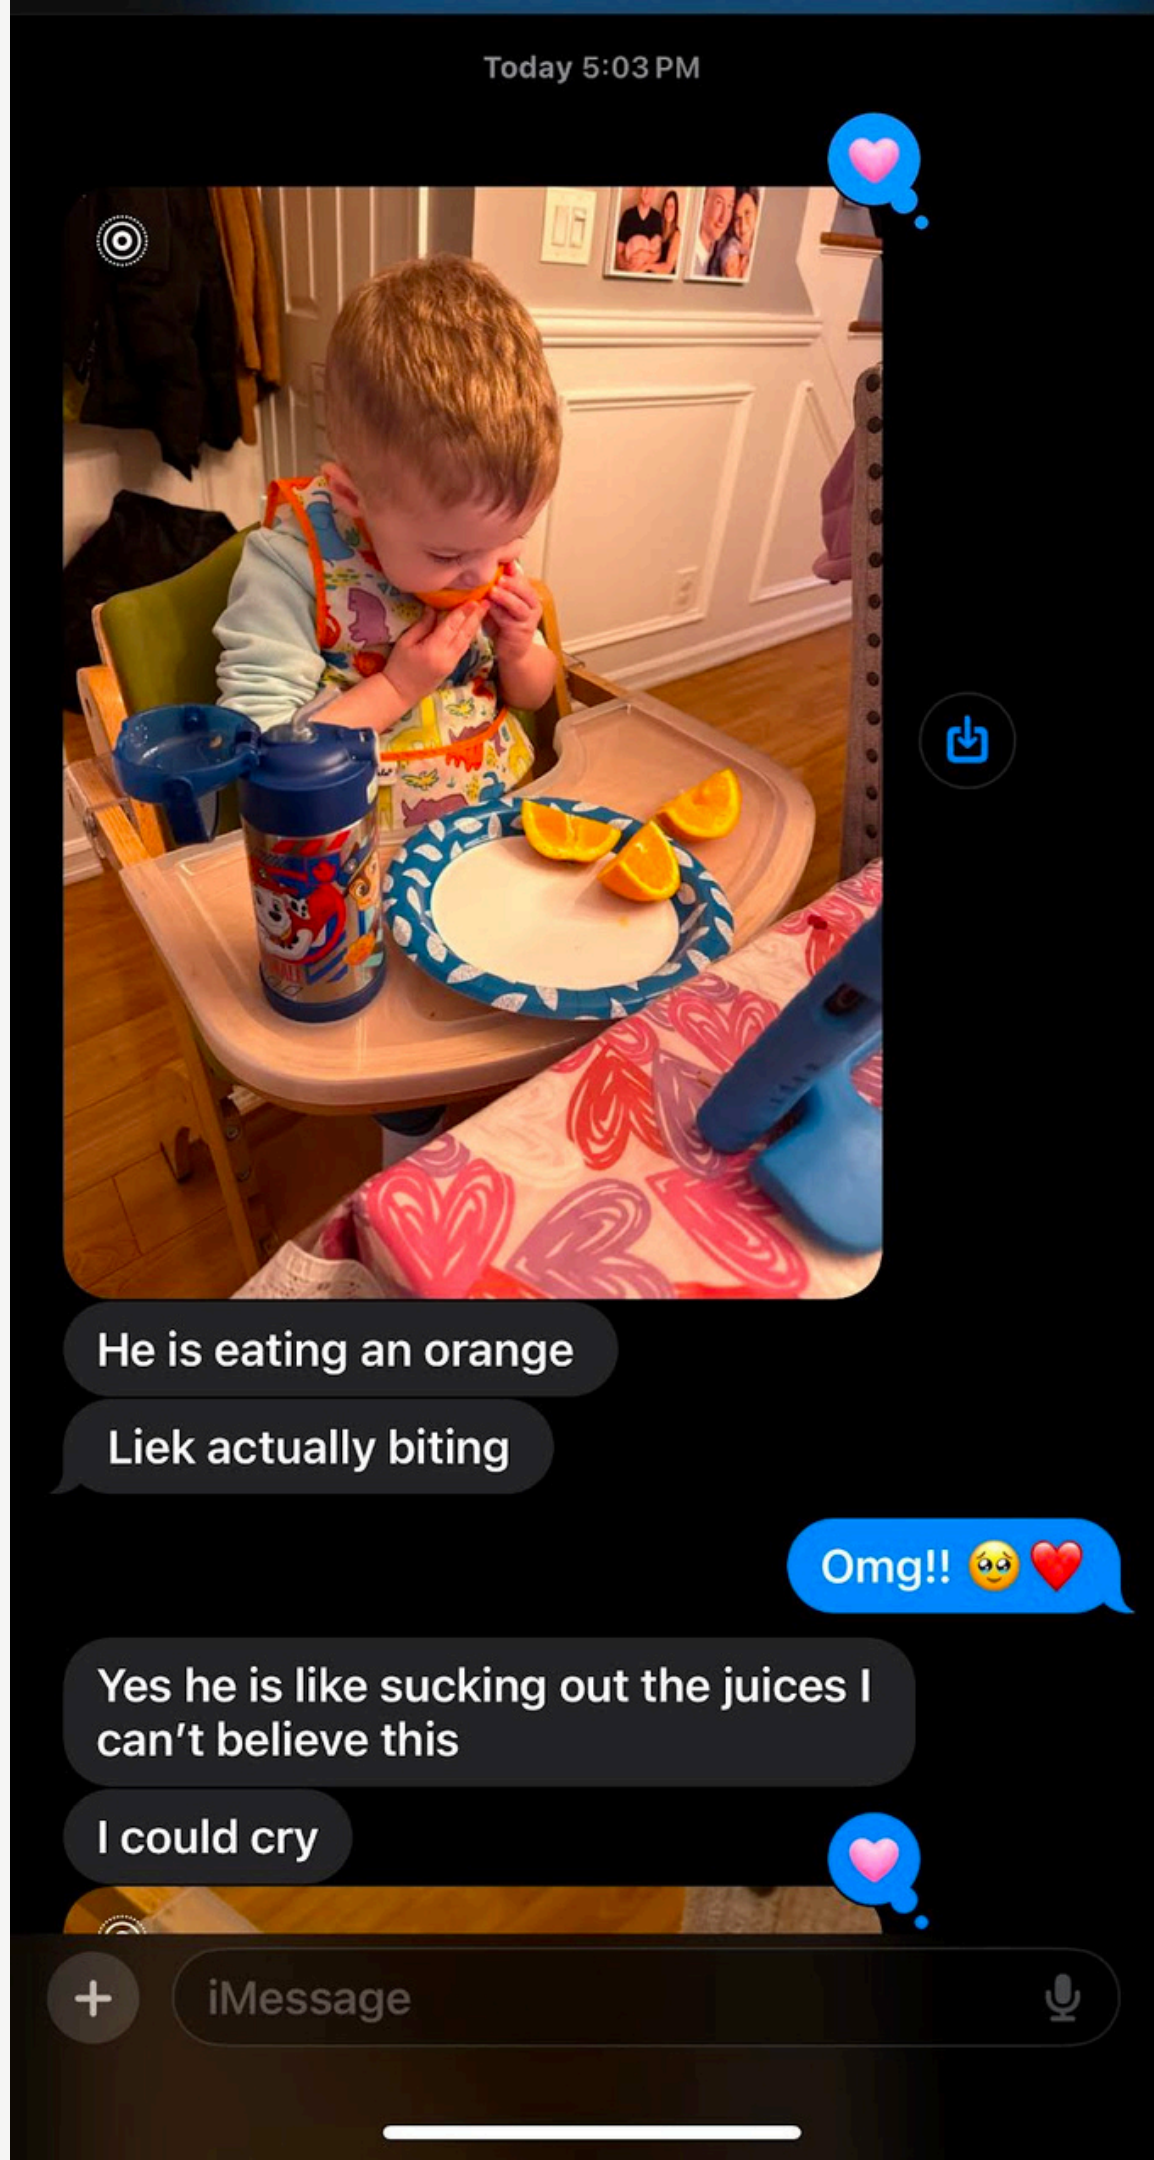 Today 5:03 PM
He is eating an orange
Liek actually biting
Omg!! 🥹❤️
Yes he is like sucking out the juices I
can't believe this
I could cry
iMessage